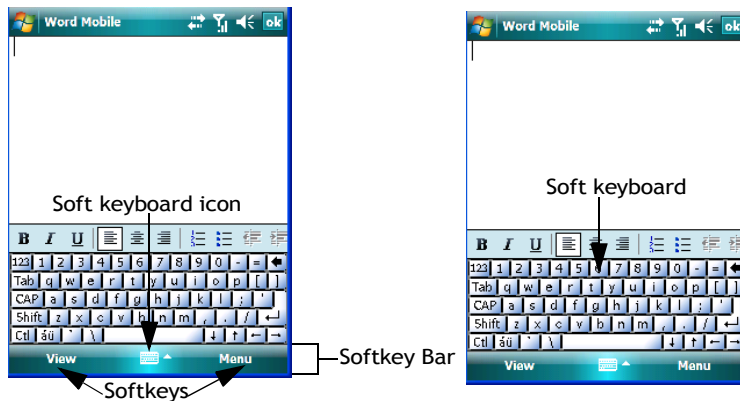 Word Mobile ok
Soft keyboard icon
B I U
123 1 2 3 4 5 6 7 8 9 0 - =
Tab q w e r t y u i o p [ ]
CAP a s d f g h j k l ; '
Shift z x c v b n m , . /
Ctl áü ` \
View Menu
Softkeys
Softkey Bar
Word Mobile ok
Soft keyboard
B I U
123 1 2 3 4 5 6 7 8 9 0 - =
Tab q w e r t y u i o p [ ]
CAP a s d f g h j k l ; '
Shift z x c v b n m , . /
Ctl áü ` \
View Menu